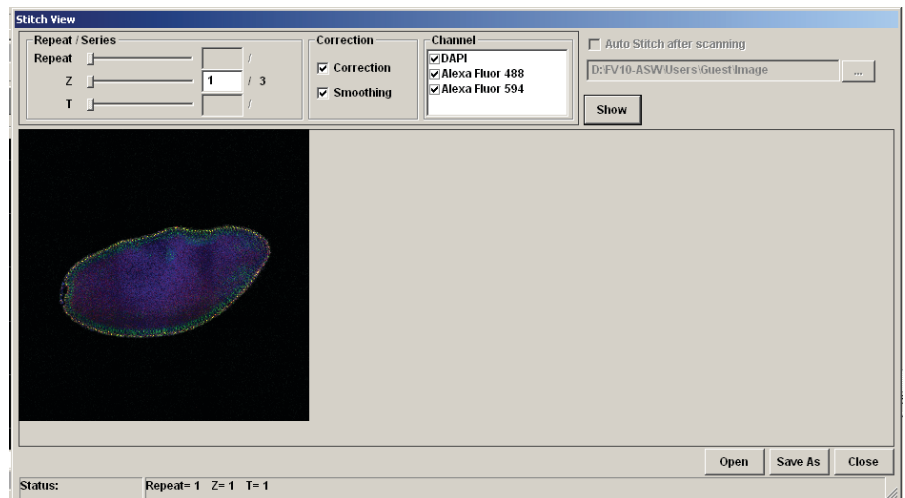 Stitch View
Repeat / Series
Repeat /
Z 1 / 3
T /
Correction
Correction
Smoothing
Channel
DAPI
Alexa Fluor 488
Alexa Fluor 594
Auto Stitch after scanning
D:\FV10-ASW\Users\Guest\Image ...
Show
Open Save As Close
Status: Repeat= 1 Z= 1 T= 1